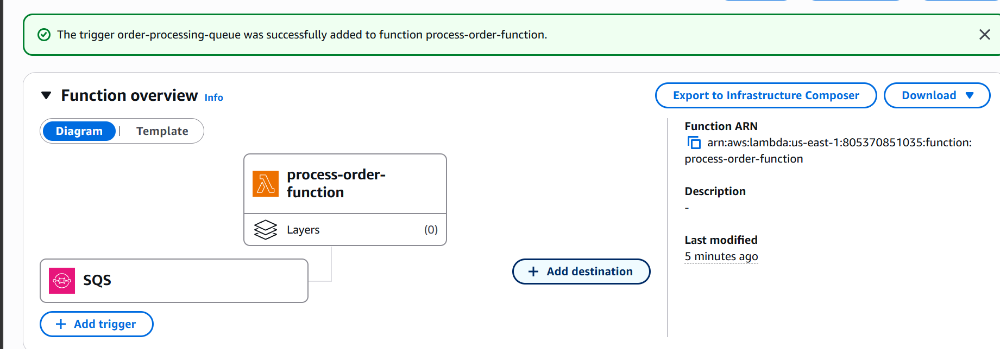 The trigger order-processing-queue was successfully added to function process-order-function.
Function overview Info
Export to Infrastructure Composer
Download
Diagram | Template
process-order-
function
Layers (0)
SQS
+ Add trigger
+ Add destination
Function ARN
arn:aws:lambda:us-east-1:805370851035:function:
process-order-function
Description
-
Last modified
5 minutes ago